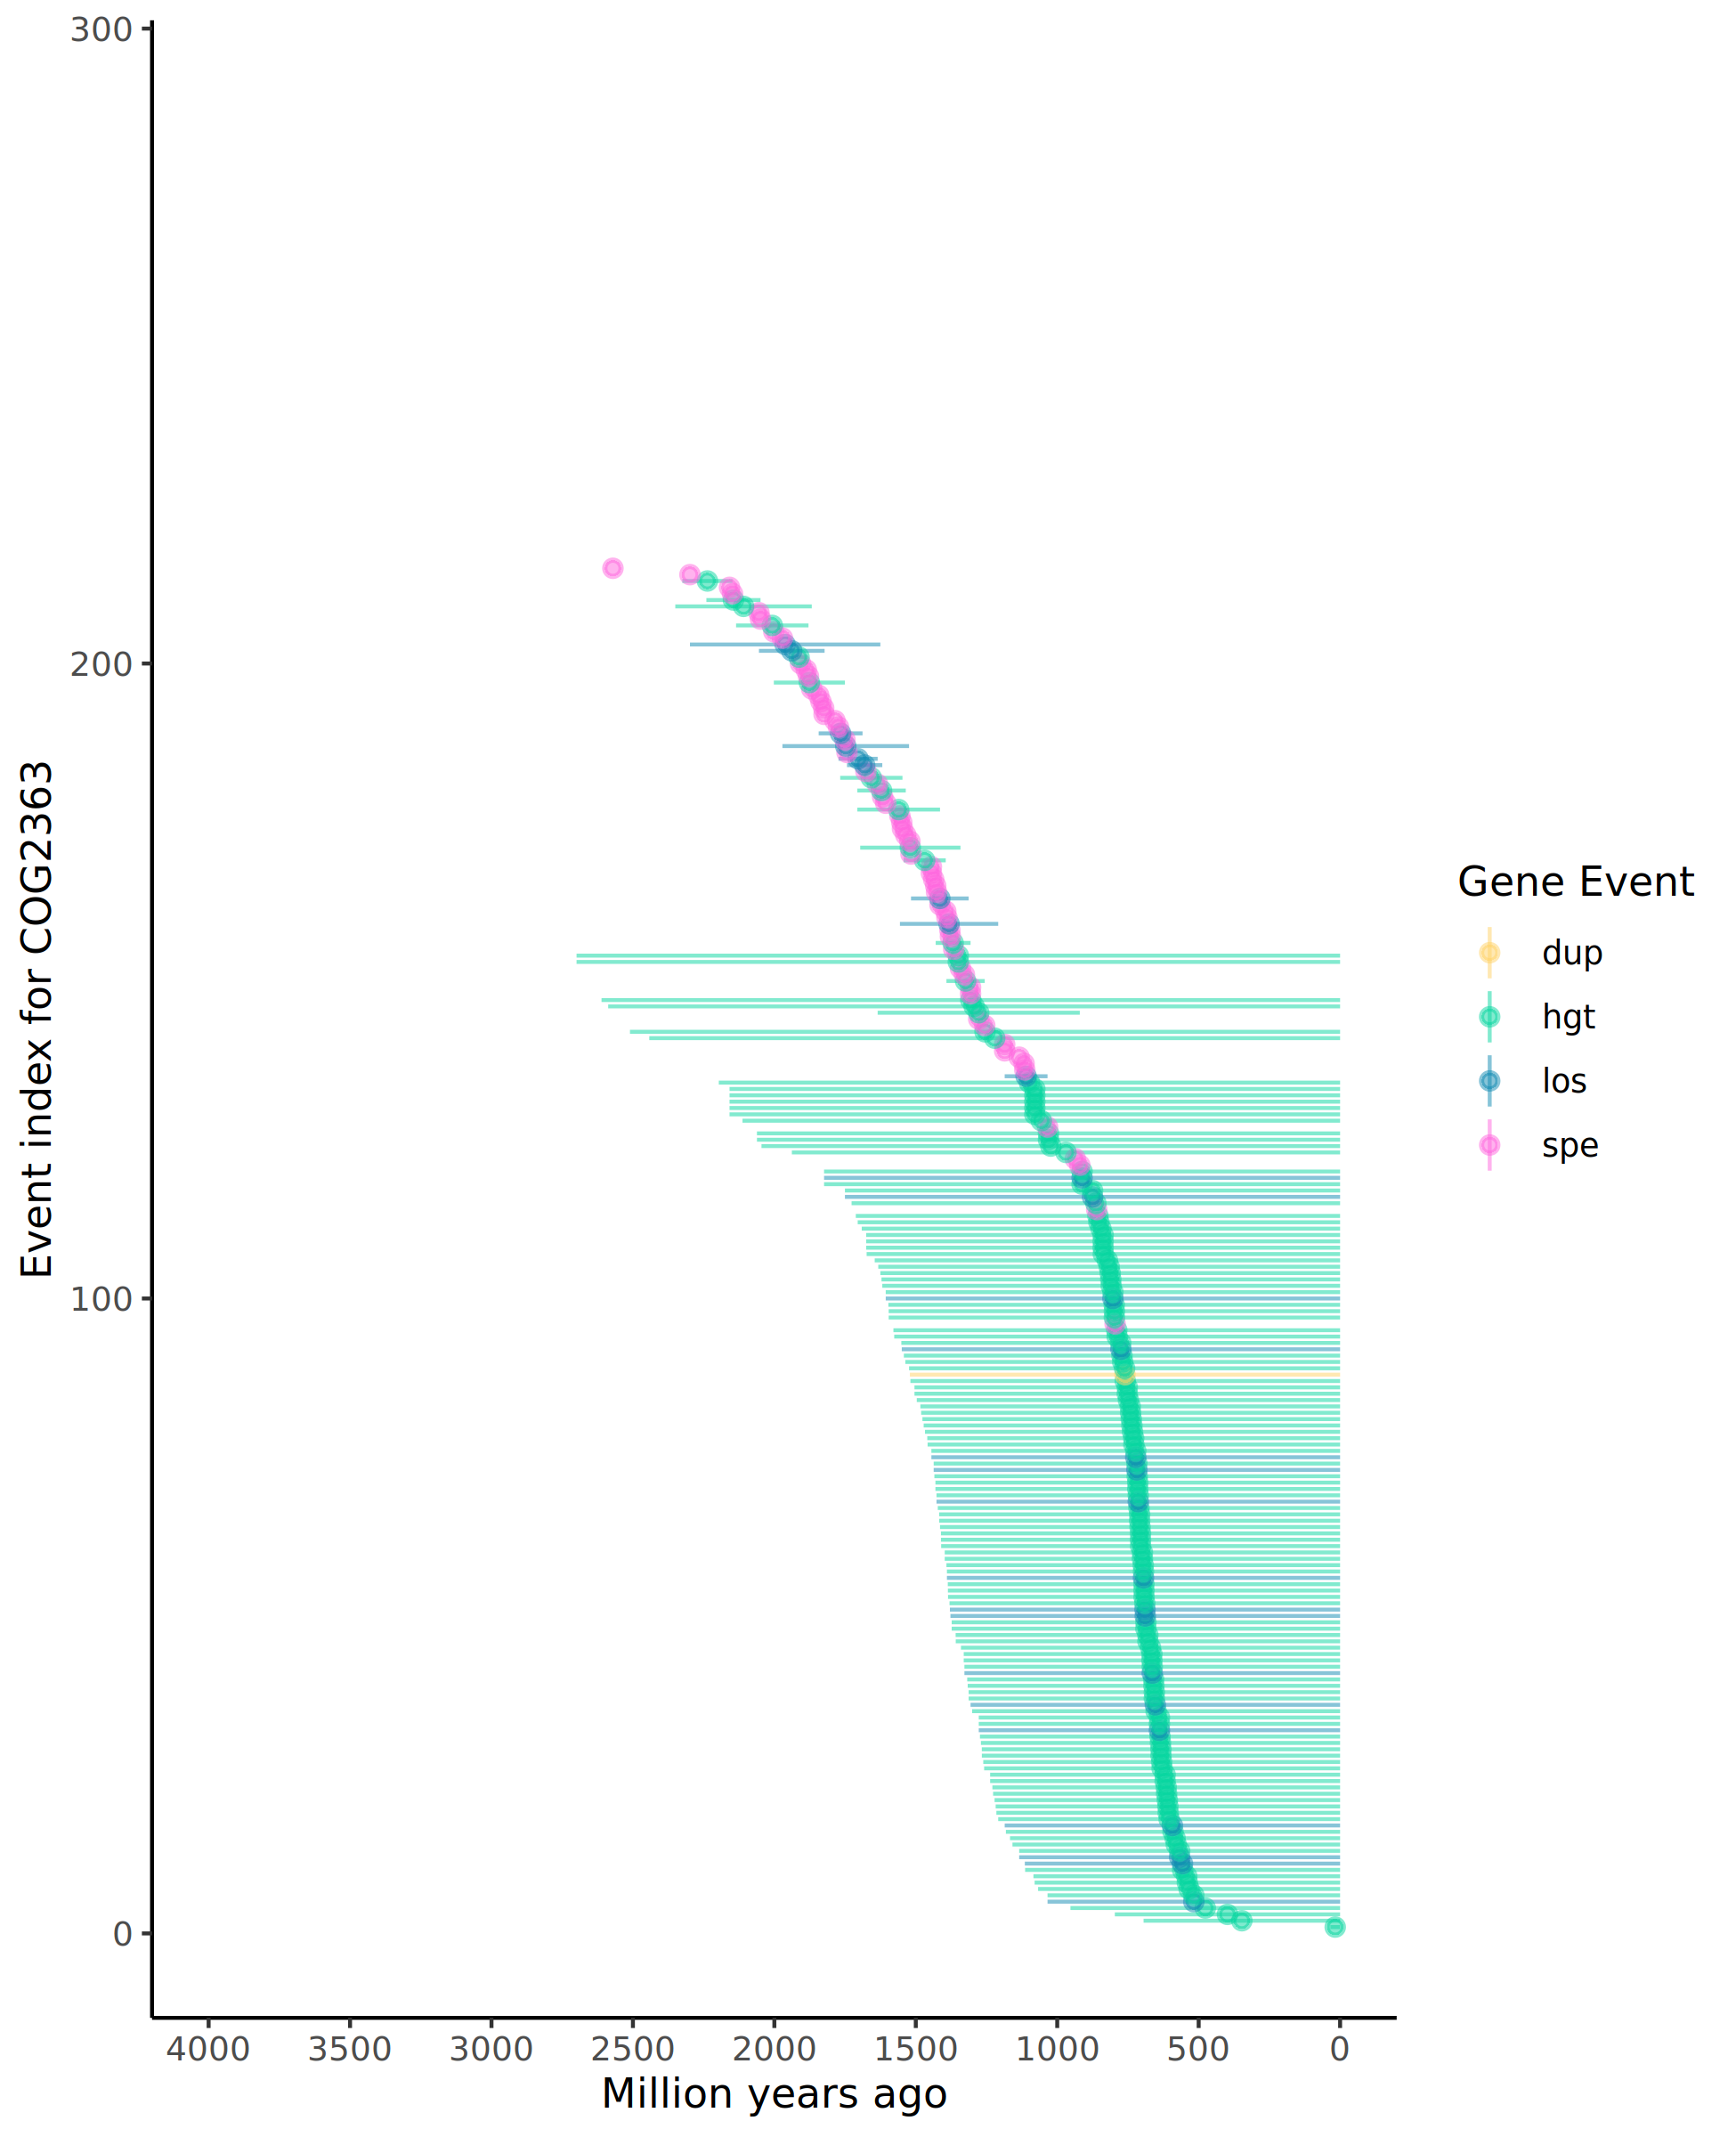 300
200
100
0
Event index for COG2363
4000 3500 3000 2500 2000 1500 1000 500 0
Million years ago
Gene Event
dup
hgt
los
spe